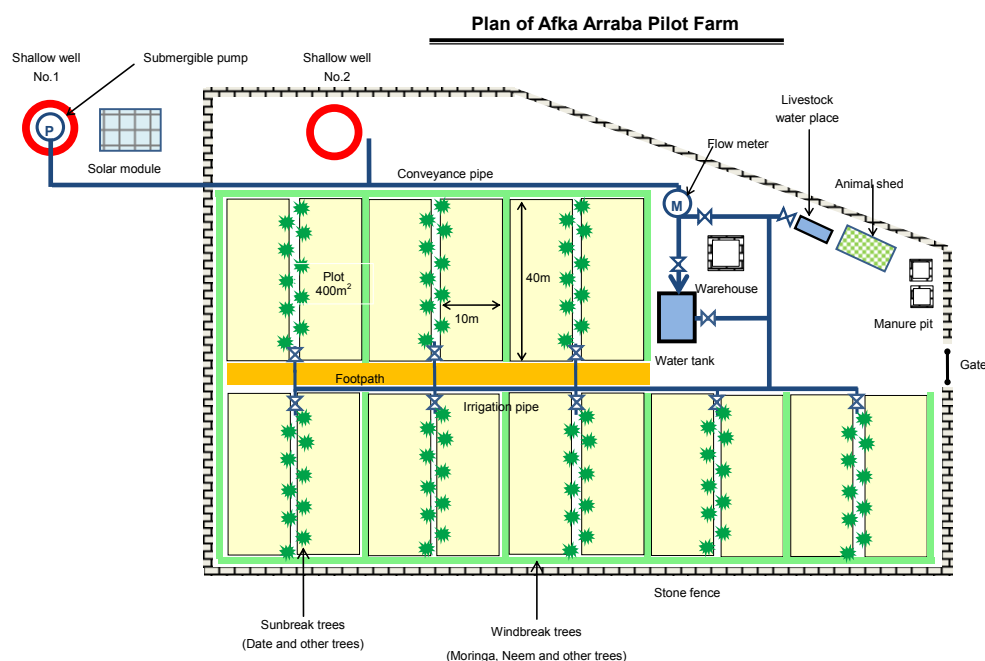 Plan of Afka Arraba Pilot Farm
Shallow well
No.1
Submergible pump
Shallow well
No.2
P
Solar module
Livestock
water place
Flow meter
Conveyance pipe
Animal shed
M
Plot
400m²
40m
10m
Warehouse
Manure pit
Water tank
Gate
Footpath
Irrigation pipe
Stone fence
Sunbreak trees
(Date and other trees)
Windbreak trees
(Moringa, Neem and other trees)